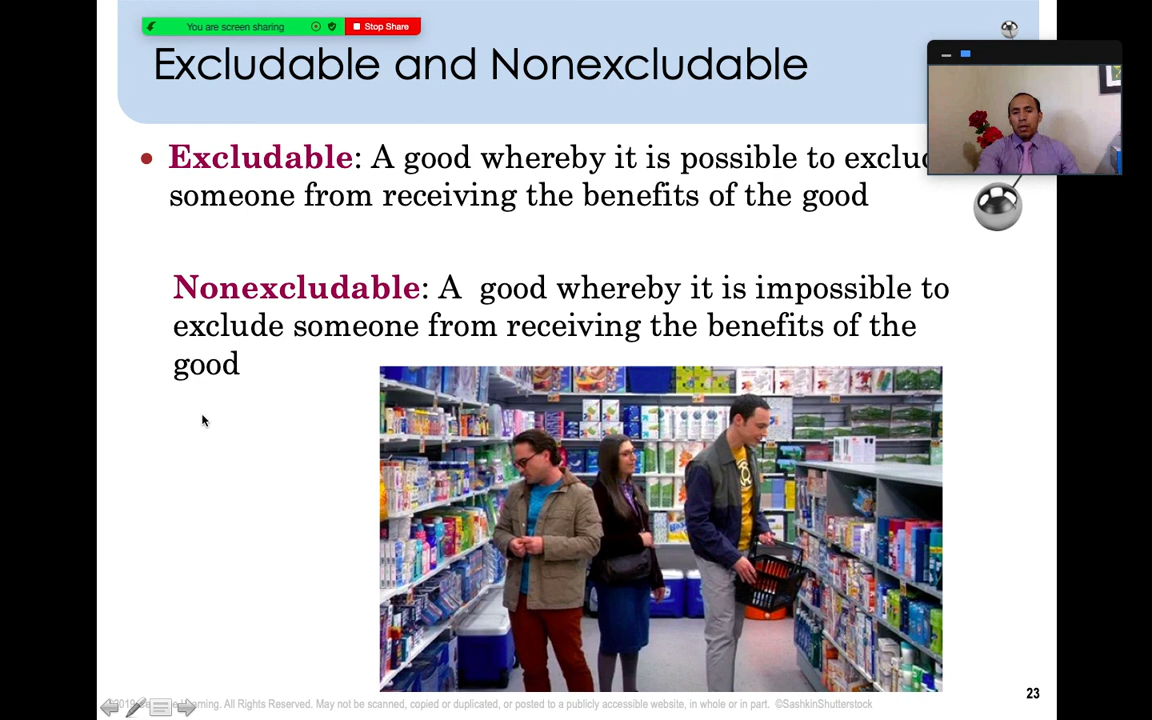 You are screen sharing
Stop Share
Excludable and Nonexcludable
Excludable: A good whereby it is possible to
someone from receiving the benefits of the good
Nonexcludable: A good whereby it is impossible to
exclude someone from receiving the benefits of the
good
All Rights Reserved. May not be scanned, copied or duplicated, or posted to a publicly accessible website, in whole or in part. ©SashkinShutterstock
23